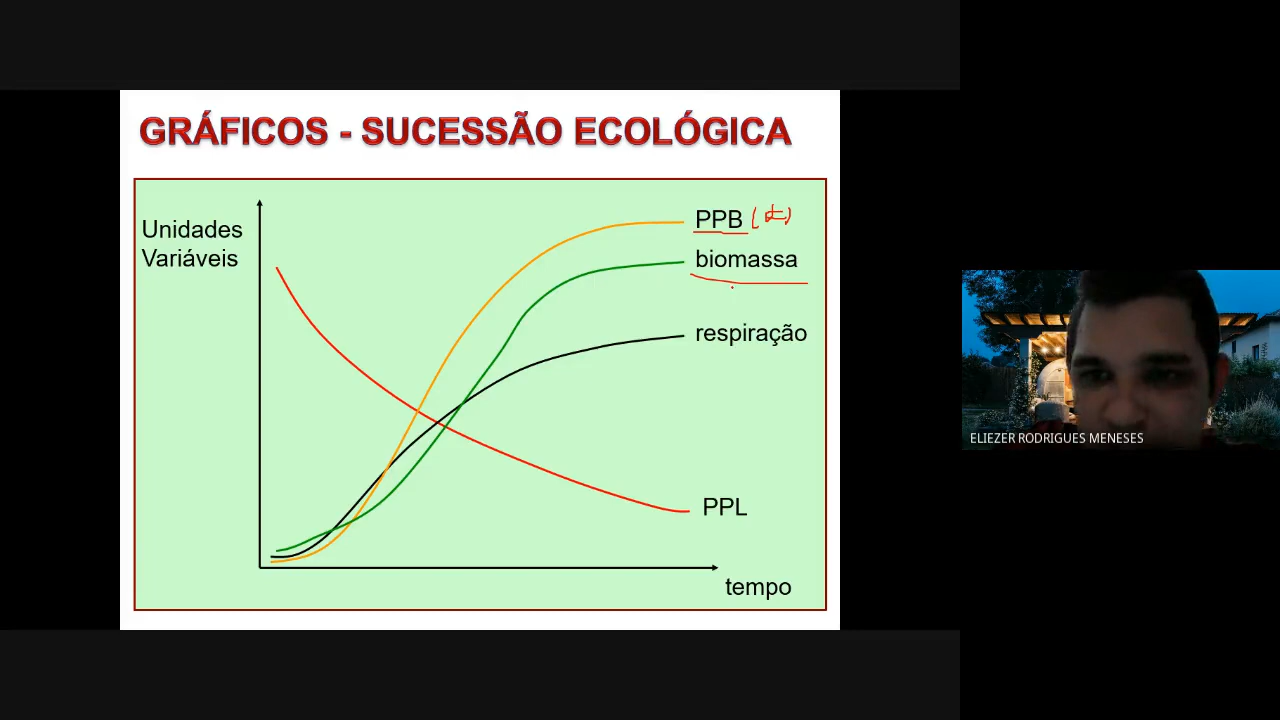 GRÁFICOS - SUCESSÃO ECOLÓGICA
Unidades
Variáveis
PPB
biomassa
respiração
PPL
tempo
ELIEZER RODRIGUES MENESES